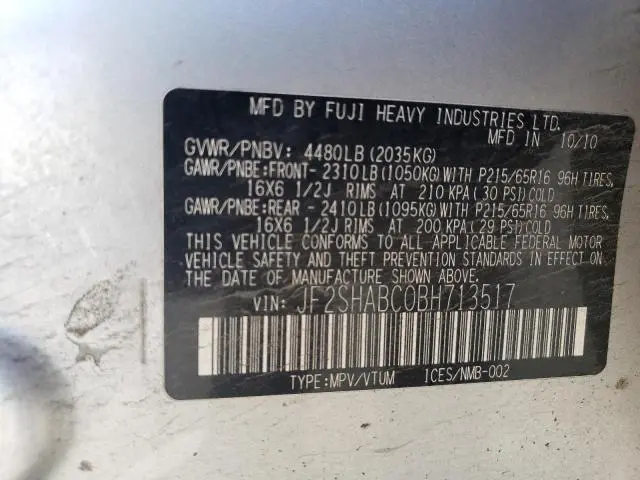 MFD BY FUJI HEAVY INDUSTRIES LTD.
MFD IN 10/10
GVWR/PNBV: 4480LB(2035KG)
GAWR/PNBE:FRONT- 2310LB(1050KG)WITH P215/65R16 96H TIRES,
16X6 1/2J RIMS AT 210 KPA(30 PSI)COLD
GAWR/PNBE:REAR - 2410LB(1095KG)WITH P215/65R16 96H TIRES,
16X6 1/2J RIMS AT 200 KPA(29 PSI)COLD
THIS VEHICLE CONFORMS TO ALL APPLICABLE FEDERAL MOTOR
VEHICLE SAFETY AND THEFT PREVENTION STANDARDS IN EFFECT ON
THE DATE OF MANUFACTURE SHOWN ABOVE.
VIN: JF2SHABC0BH713517
TYPE:MPV/VTUM ICES/NMB-002